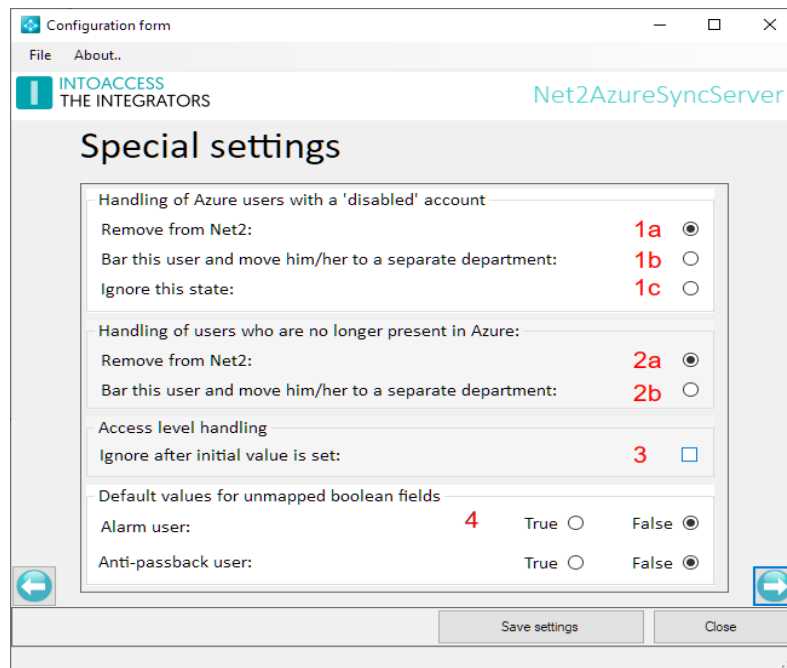 Configuration form
File About..
INTOACCESS
THE INTEGRATORS
Net2AzureSyncServer
Special settings
Handling of Azure users with a 'disabled' account
Remove from Net2: 1a
Bar this user and move him/her to a separate department: 1b
Ignore this state: 1c
Handling of users who are no longer present in Azure:
Remove from Net2: 2a
Bar this user and move him/her to a separate department: 2b
Access level handling
Ignore after initial value is set: 3
Default values for unmapped boolean fields
Alarm user: 4 True False
Anti-passback user: True False
Save settings Close